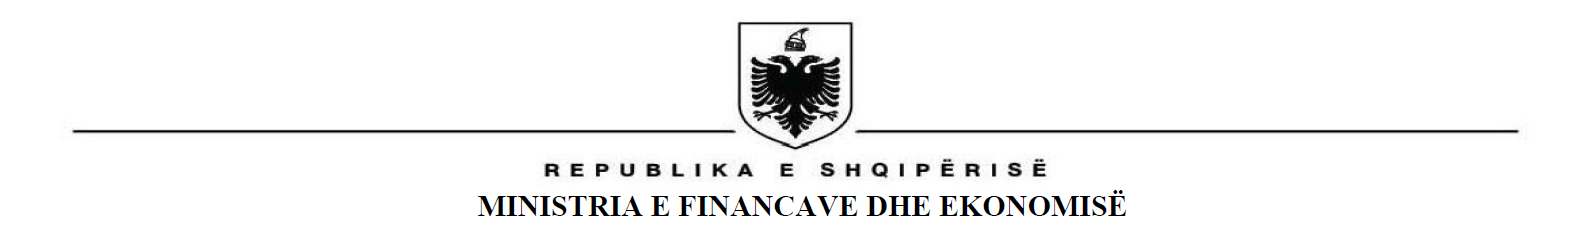 REPUBLIKA E SHQIPËRISË
MINISTRIA E FINANCAVE DHE EKONOMISË